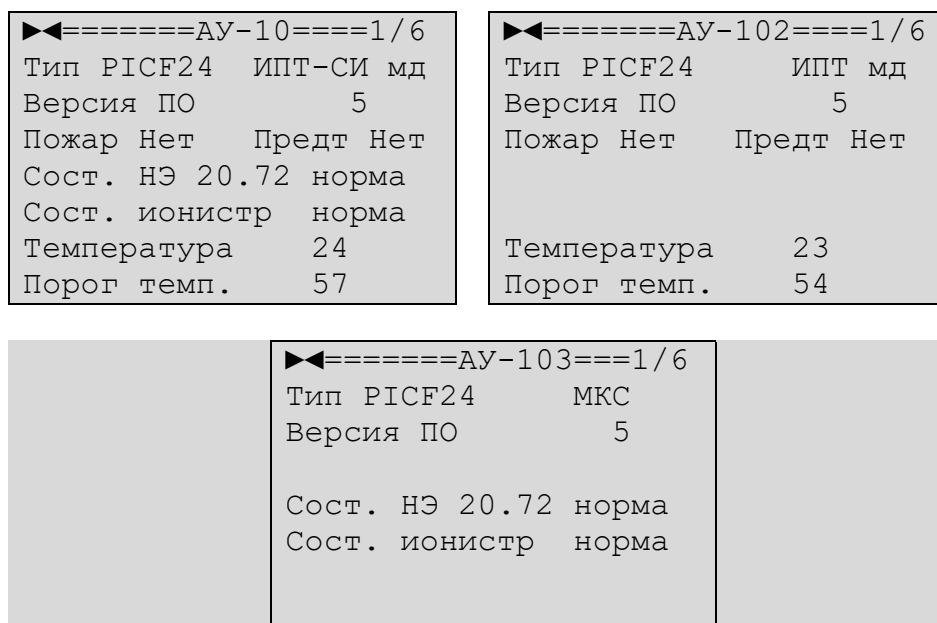 ►◄=======АУ-10====1/6
Тип PICF24  ИПТ-СИ мд
Версия ПО       5
Пожар Нет  Предт Нет
Сост. НЭ 20.72 норма
Сост. ионистр  норма
Температура    24
Порог темп.    57
►◄=======АУ-102====1/6
Тип PICF24     ИПТ мд
Версия ПО       5
Пожар Нет  Предт Нет
Температура    23
Порог темп.    54
►◄=======АУ-103===1/6
Тип PICF24    МКС
Версия ПО       5
Сост. НЭ 20.72 норма
Сост. ионистр  норма